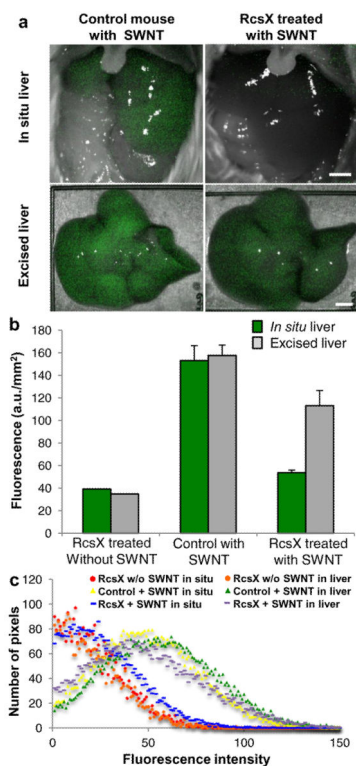 a
Control mouse with SWNT
RcsX treated with SWNT
In situ liver
Excised liver
b
In situ liver
Excised liver
Fluorescence (a.u./mm²)
180
160
140
120
100
80
60
40
20
0
RcsX treated Without SWNT
Control with SWNT
RcsX treated with SWNT
c
RcsX w/o SWNT in situ
RcsX w/o SWNT in liver
Control + SWNT in situ
Control + SWNT in liver
RcsX + SWNT in situ
RcsX + SWNT in liver
Number of pixels
120
100
80
60
40
20
0
0
50
100
150
Fluorescence intensity